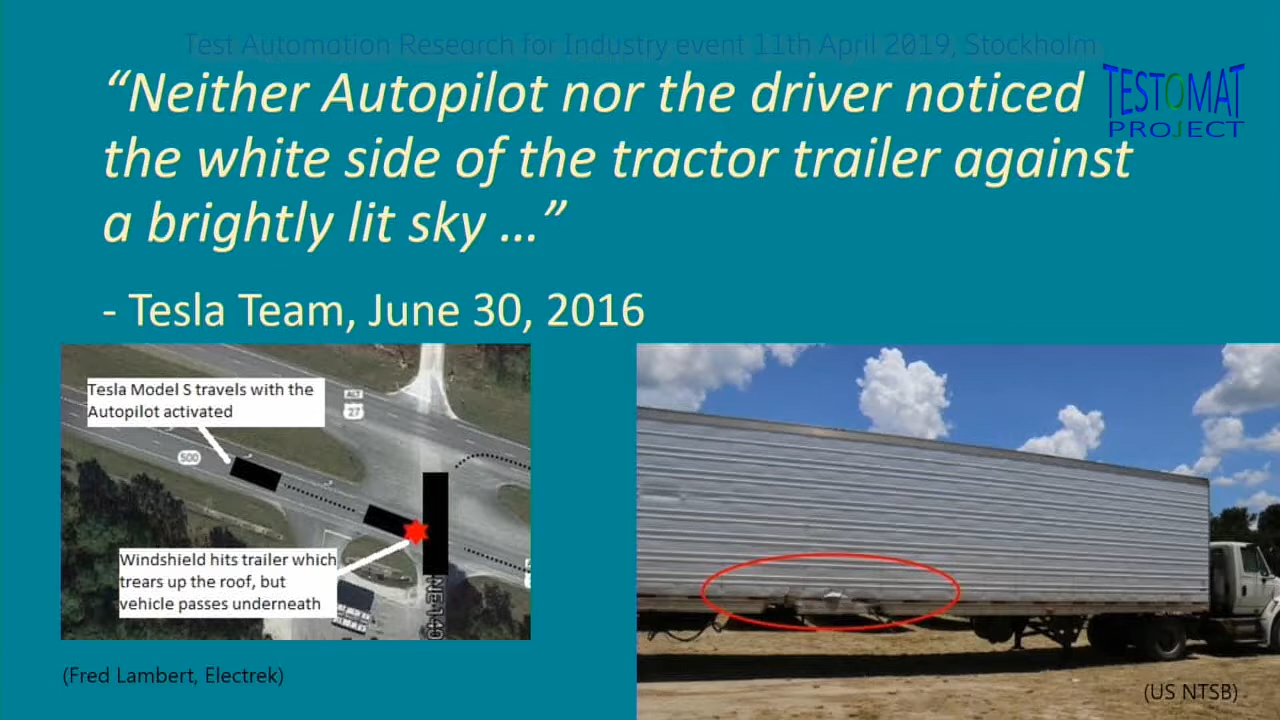 Test Automation Research for Industry event 11th April 2019, Stockholm
“Neither Autopilot nor the driver noticed
the white side of the tractor trailer against
a brightly lit sky …”
- Tesla Team, June 30, 2016
TESTOMAT
PROJECT
Tesla Model S travels with the
Autopilot activated
ALT
27
500
Windshield hits trailer which
trears up the roof, but
vehicle passes underneath
NE 140
(Fred Lambert, Electrek)
(US NTSB)